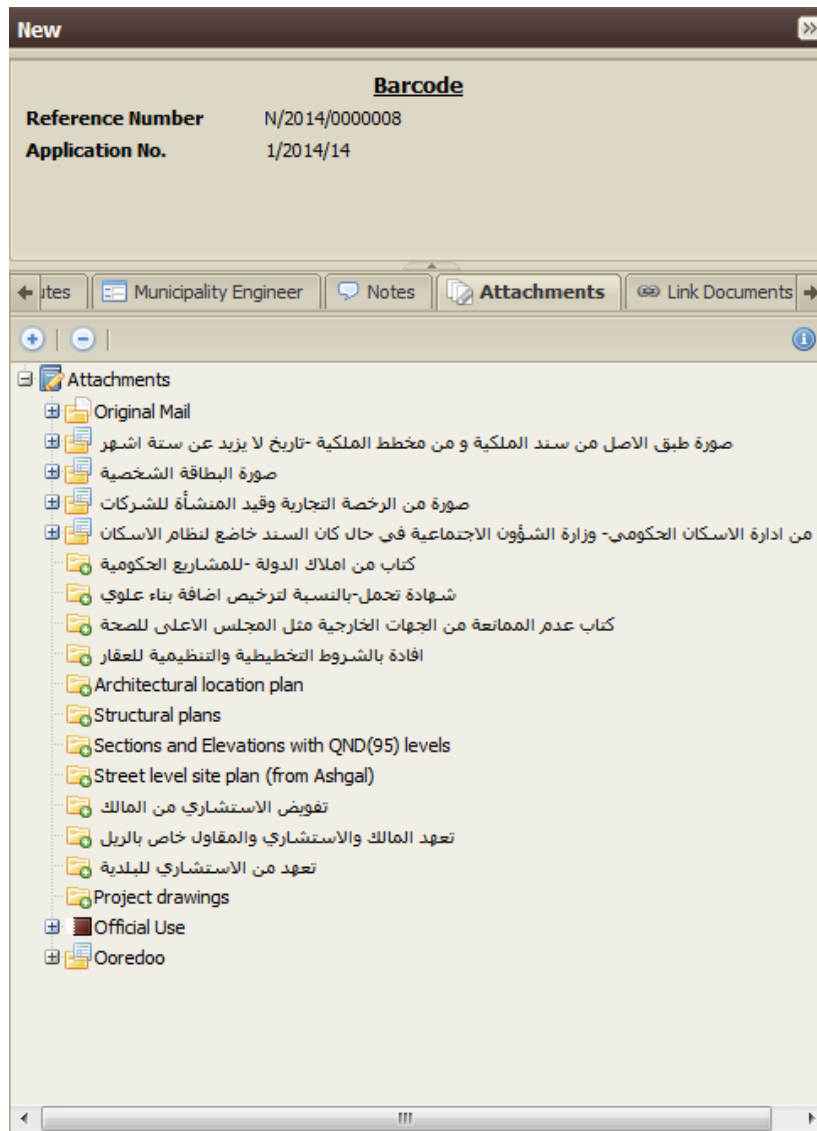 New
Barcode
Reference Number N/2014/0000008
Application No. 1/2014/14
utes Municipality Engineer Notes Attachments Link Documents
Attachments
Original Mail
صورة طبق الاصل من سند الملكية و من مخطط الملكية -تاريخ لا يزيد عن ستة اشهر
صورة البطاقة الشخصية
صورة من الرخصة التجارية وقيد المنشأة للشركات
من ادارة الاسكان الحكومي- وزارة الشؤون الاجتماعية في حال كان السند خاضع لنظام الاسكان
كتاب من املاك الدولة -للمشاريع الحكومية
شهادة تحمل-بالنسبة لترخيص اضافة بناء علوي
كتاب عدم الممانعة من الجهات الخارجية مثل المجلس الاعلى للصحة
افادة بالشروط التخطيطية والتنظيمية للعقار
Architectural location plan
Structural plans
Sections and Elevations with QND(95) levels
Street level site plan (from Ashgal)
تفويض الاستشاري من المالك
تعهد المالك والاستشاري والمقاول خاص بالريل
تعهد من الاستشاري للبلدية
Project drawings
Official Use
Ooredoo